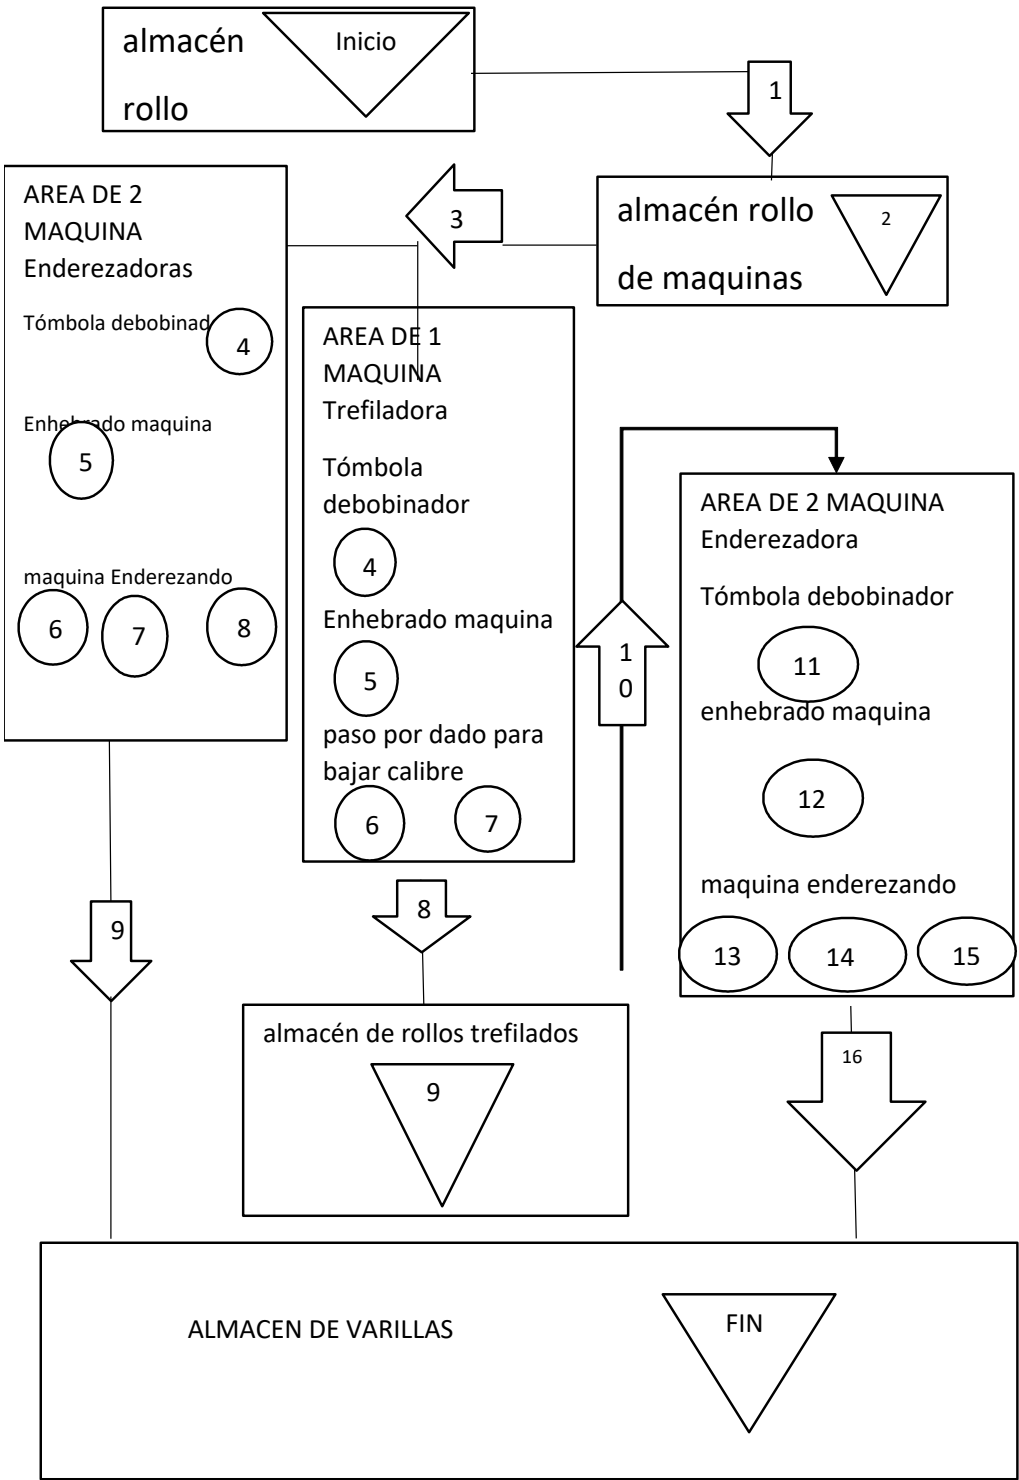 almacén
rollo
Inicio
1
almacén rollo
de maquinas
2
3
AREA DE 2
MAQUINA
Enderezadoras
Tómbola debobinad
4
Enhebrado maquina
5
maquina Enderezando
6
7
8
9
AREA DE 1
MAQUINA
Trefiladora
Tómbola
debobinador
4
Enhebrado maquina
5
paso por dado para
bajar calibre
6
7
8
almacén de rollos trefilados
9
1
0
AREA DE 2 MAQUINA
Enderezadora
Tómbola debobinador
11
enhebrado maquina
12
maquina enderezando
13
14
15
16
ALMACEN DE VARILLAS
FIN